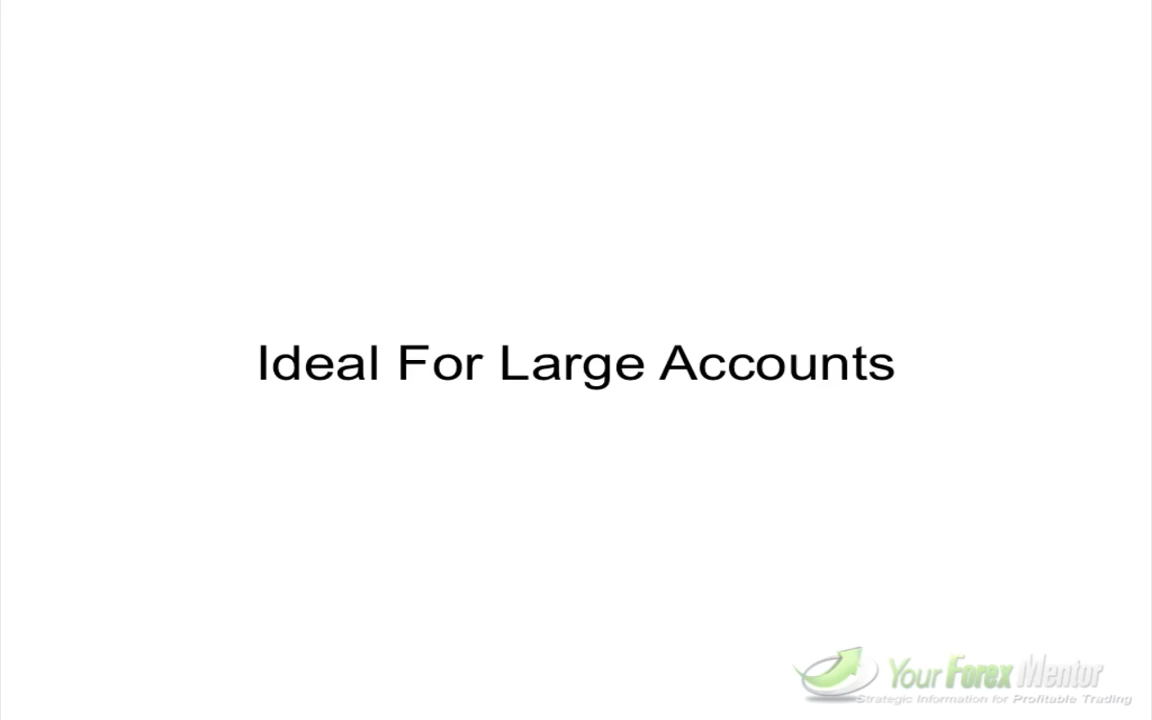 Ideal For Large Accounts
Your Forex Mentor
Strategic Information for Profitable Trading